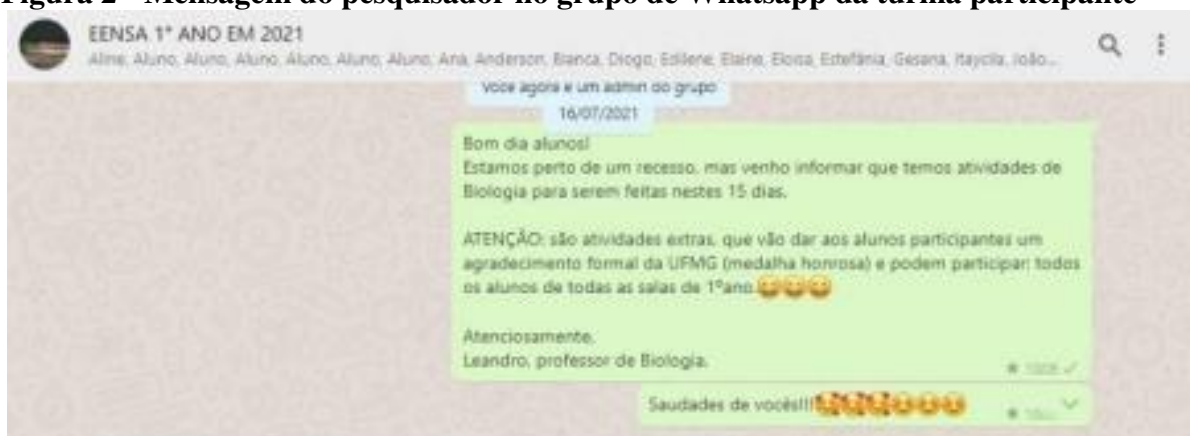 Figura 2 - Mensagem do pesquisador no grupo de Whatsapp da turma participante
EENSA 1° ANO EM 2021
Aline, Aluno, Aluno, Aluno, Aluno, Aluno, Aluno, Ana, Anderson, Bianca, Diogo, Edilene, Elaine, Eloisa, Estefânia, Gesana, Itaycila, João...
Você agora é um admin do grupo
16/07/2021
Bom dia alunos!
Estamos perto de um recesso, mas venho informar que temos atividades de
Biologia para serem feitas nestes 15 dias.
ATENÇÃO: são atividades extras, que vão dar aos alunos participantes um
agradecimento formal da UFMG (medalha honrosa) e podem participar: todos
os alunos de todas as salas de 1ºano.😄😄😄
Atenciosamente,
Leandro, professor de Biologia.
Saudades de vocês!!!🥰🥰🥰😢😢😢